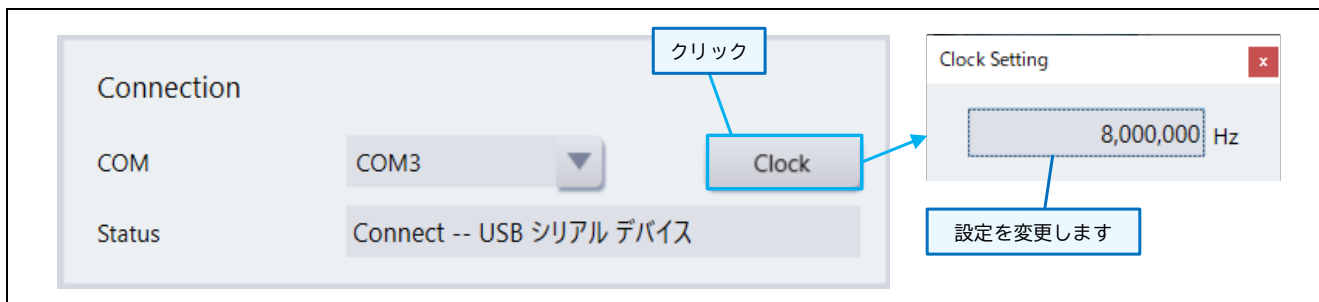 クリック
Clock Setting
x
Connection
8,000,000 Hz
COM COM3 Clock
Status Connect -- USB シリアル デバイス
設定を変更します